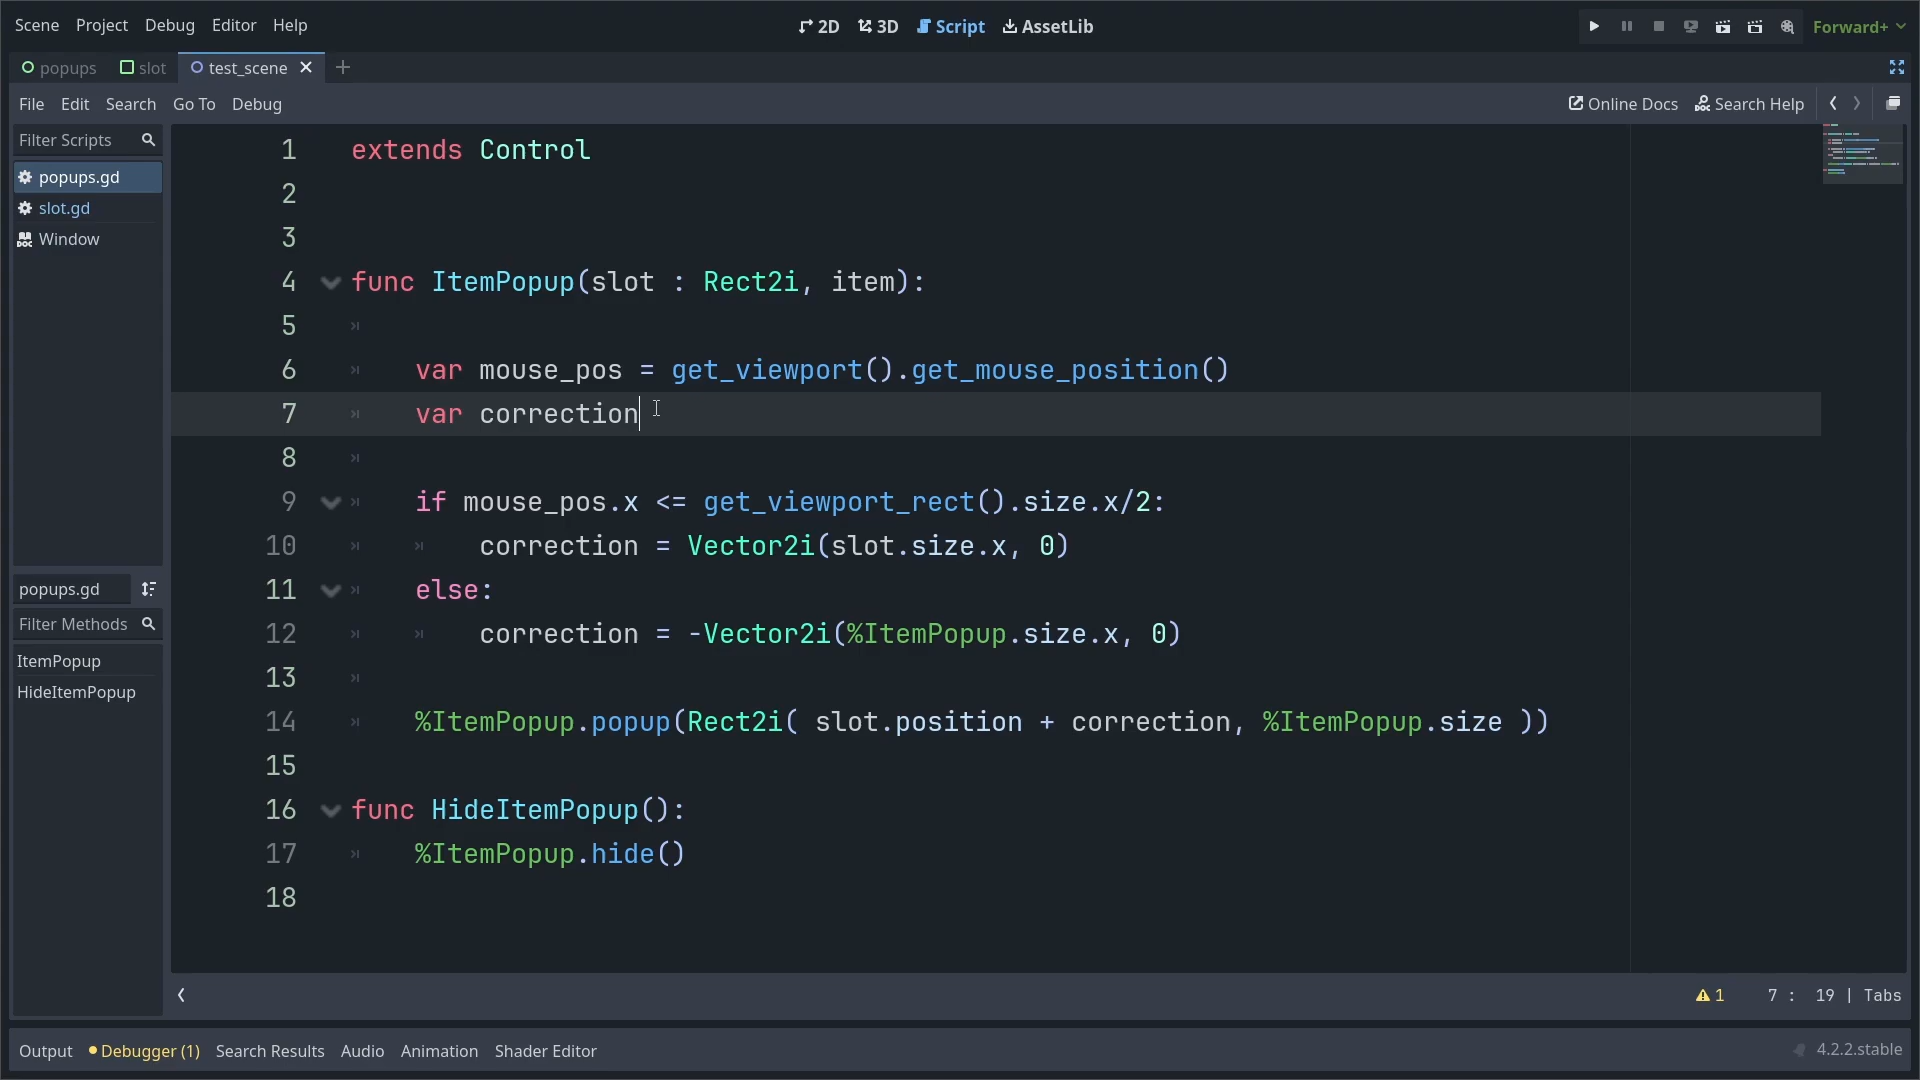 Scene Project Debug Editor Help 2D 3D Script AssetLib Forward+
popups slot test_scene
File Edit Search Go To Debug Online Docs Search Help
Filter Scripts
popups.gd
slot.gd
Window
popups.gd
Filter Methods
ItemPopup
HideItemPopup
1 extends Control
2
3
4 func ItemPopup(slot : Rect2i, item):
5
6 var mouse_pos = get_viewport().get_mouse_position()
7 var correction
8
9 if mouse_pos.x <= get_viewport_rect().size.x/2:
10 correction = Vector2i(slot.size.x, 0)
11 else:
12 correction = -Vector2i(%ItemPopup.size.x, 0)
13
14 %ItemPopup.popup(Rect2i( slot.position + correction, %ItemPopup.size ))
15
16 func HideItemPopup():
17 %ItemPopup.hide()
18
1 7 : 19 | Tabs
Output Debugger (1) Search Results Audio Animation Shader Editor 4.2.2.stable